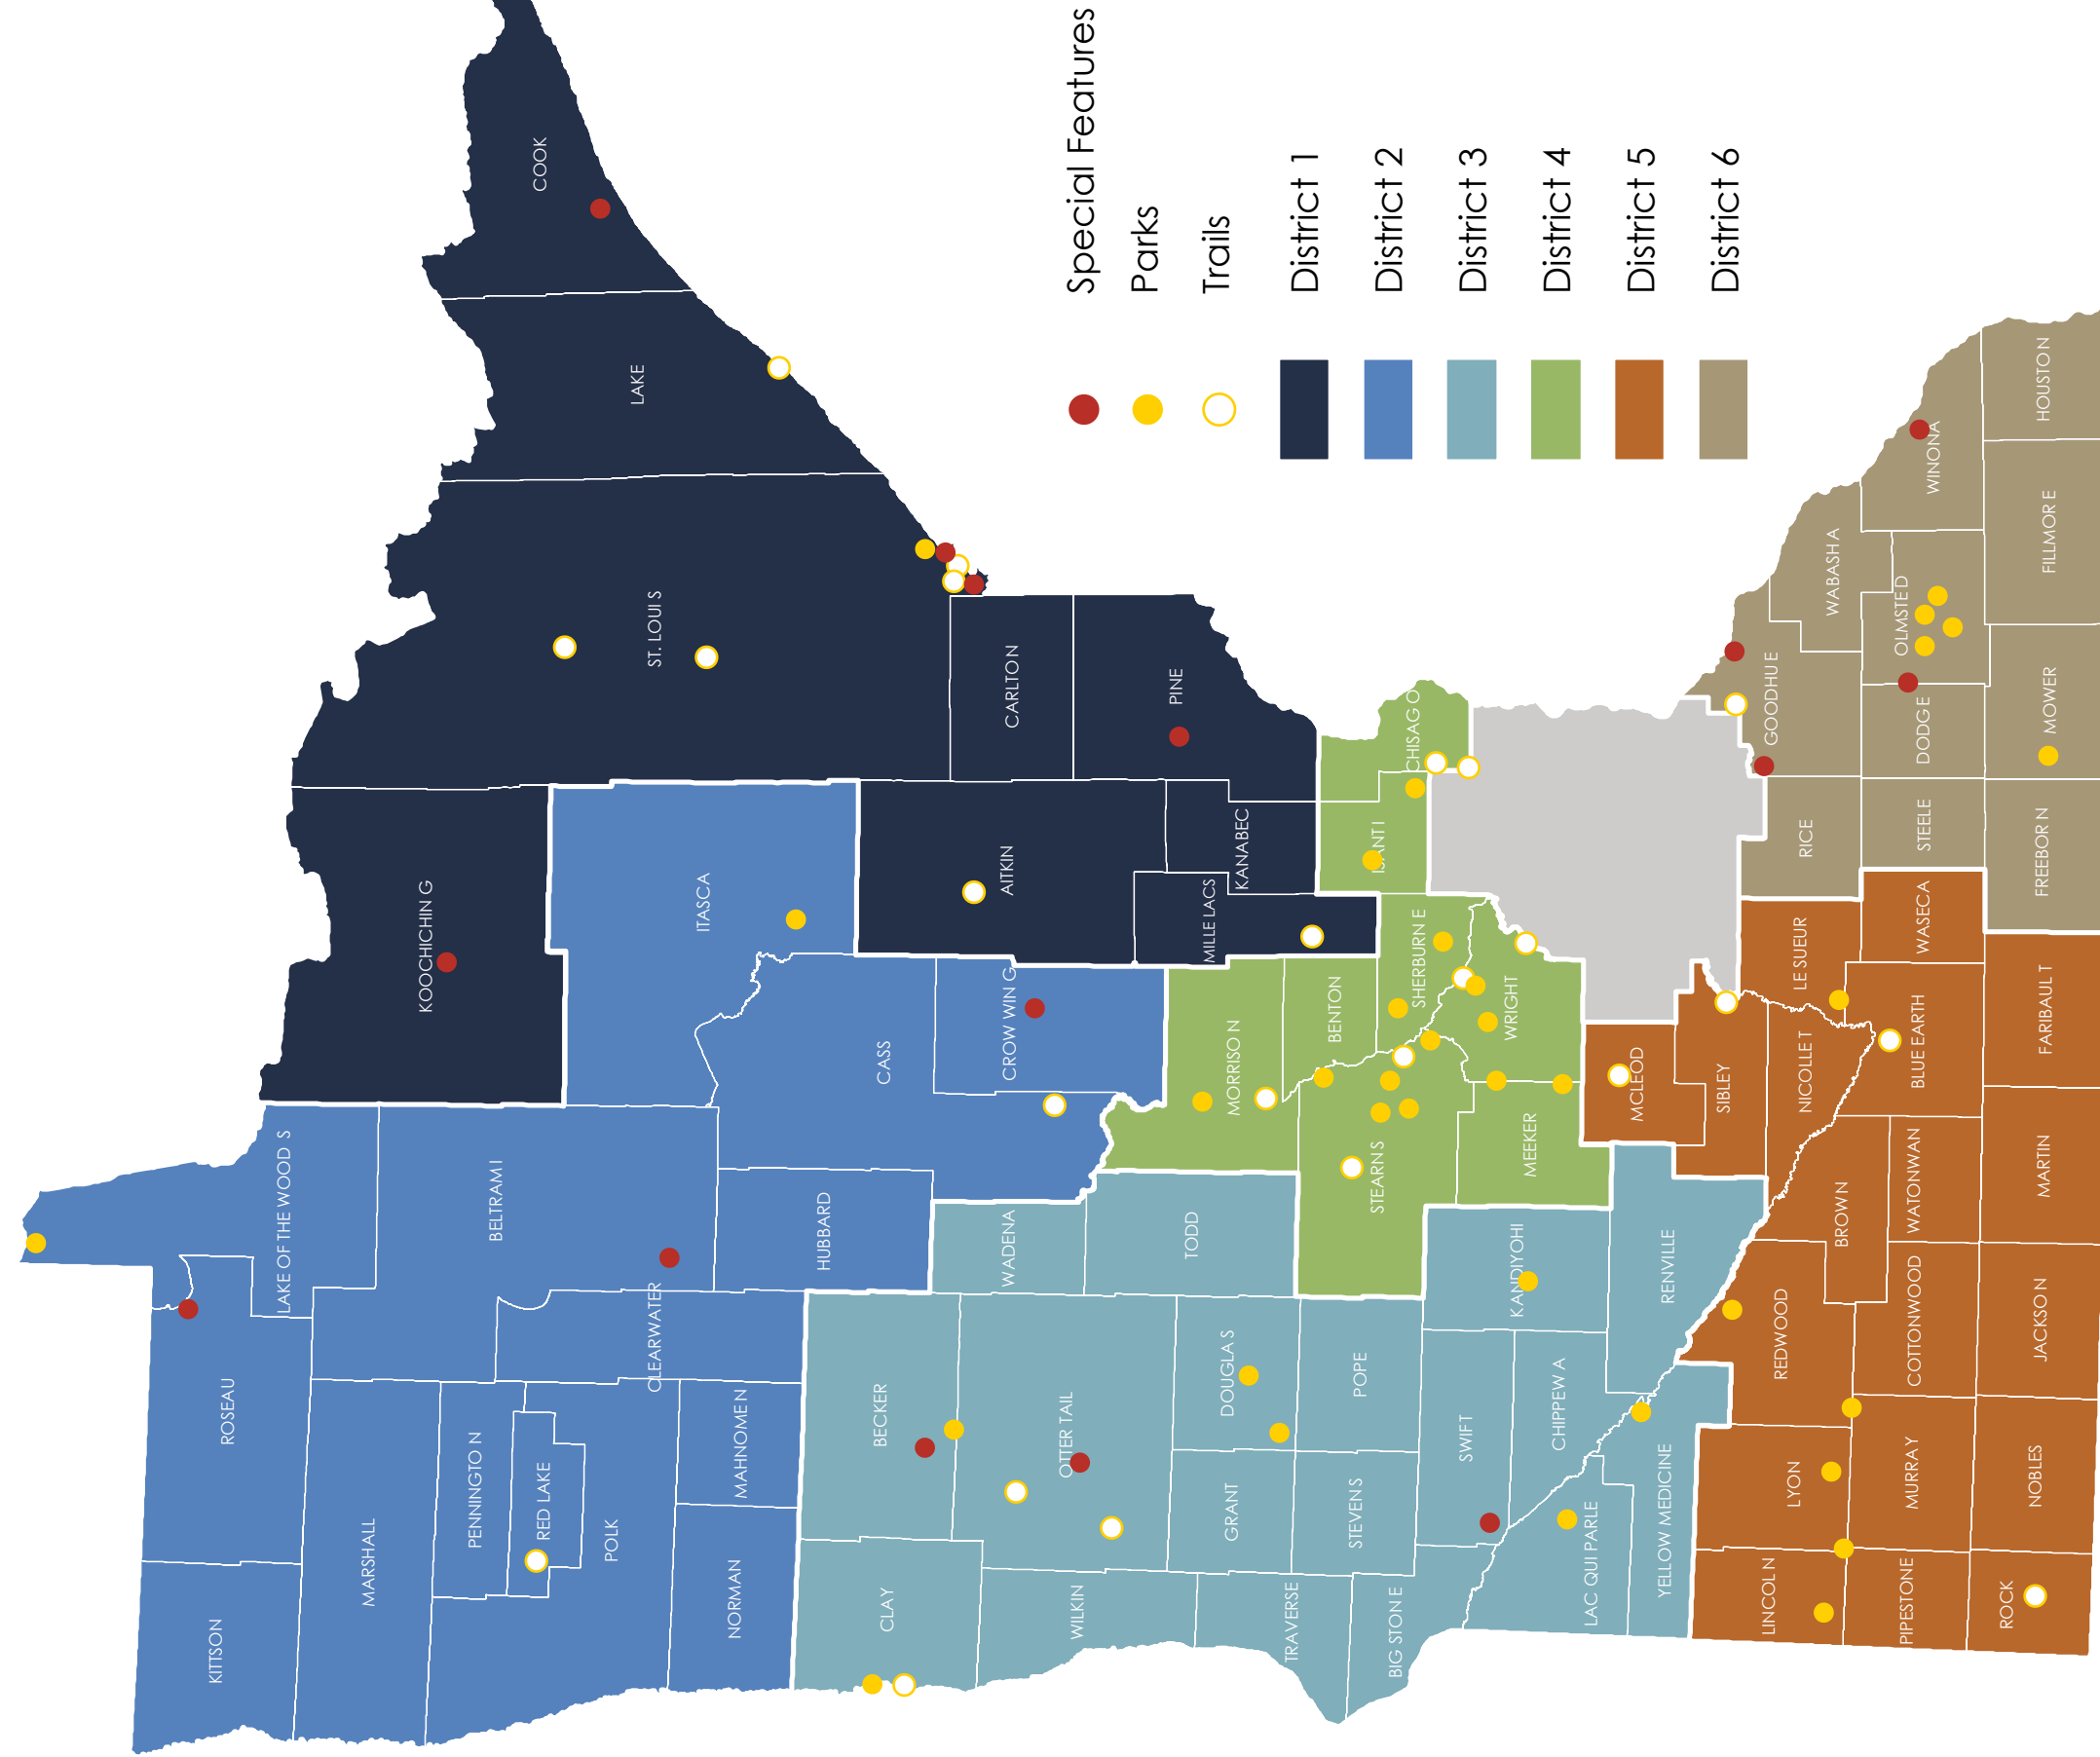 Special Features
Parks
Trails
District 1
District 2
District 3
District 4
District 5
District 6
KITTSON
ROSEAU
LAKE OF THE WOODS
MARSHALL
PENNINGTON
RED LAKE
POLK
BELTRAMI
CLEARWATER
KOOCHICHING
NORMAN
MAHNOMEN
HUBBARD
ITASCA
CASS
ST. LOUIS
LAKE
COOK
CLAY
BECKER
WADENA
CROW WING
AITKIN
CARLTON
WILKIN
OTTER TAIL
TODD
MORRISON
MILLE LACS
KANABEC
PINE
TRAVERSE
GRANT
DOUGLAS
BIG STONE
STEVENS
POPE
STEARNS
BENTON
SHERBURNE
ISANTI
CHISAGO
SWIFT
KANDIYOHI
MEEKER
WRIGHT
LAC QUI PARLE
CHIPPEWA
YELLOW MEDICINE
RENVILLE
MCLEOD
SIBLEY
LINCOLN
LYON
REDWOOD
BROWN
NICOLLET
LE SUEUR
RICE
GOODHUE
WABASHA
PIPESTONE
MURRAY
COTTONWOOD
WATONWAN
BLUE EARTH
WASECA
STEELE
DODGE
OLMSTED
WINONA
ROCK
NOBLES
JACKSON
MARTIN
FARIBAULT
FREEBORN
MOWER
FILLMORE
HOUSTON